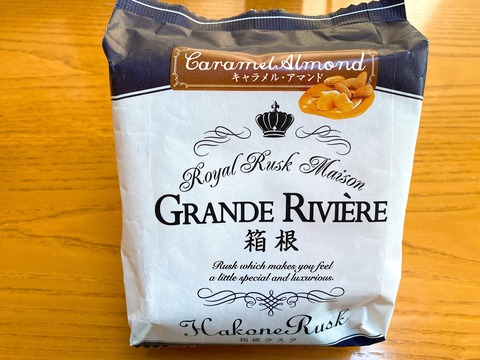 Caramel Almond
キャラメル・アマンド
Royal Rusk Maison
GRANDE RIVIÈRE
箱根
Rusk which makes you feel
a little special and luxurious.
Hakone Rusk
箱根ラスク